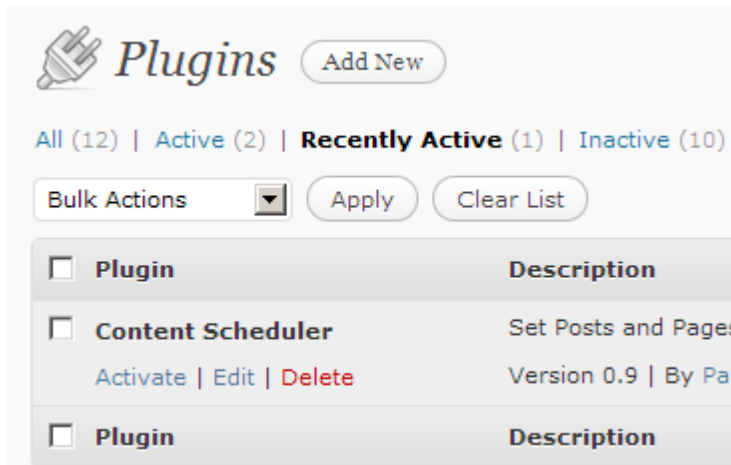 Plugins Add New
All (12) | Active (2) | Recently Active (1) | Inactive (10)
Bulk Actions Apply Clear List
Plugin Description
Content Scheduler Set Posts and Pages
Activate | Edit | Delete Version 0.9 | By Pa
Plugin Description